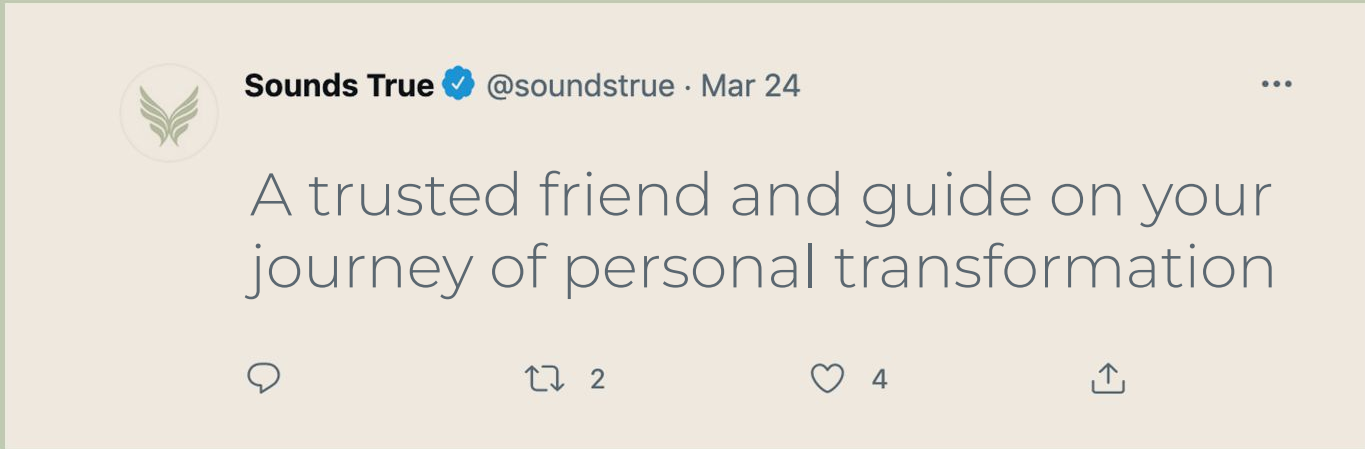 Sounds True @soundstrue · Mar 24
A trusted friend and guide on your
journey of personal transformation
2 4